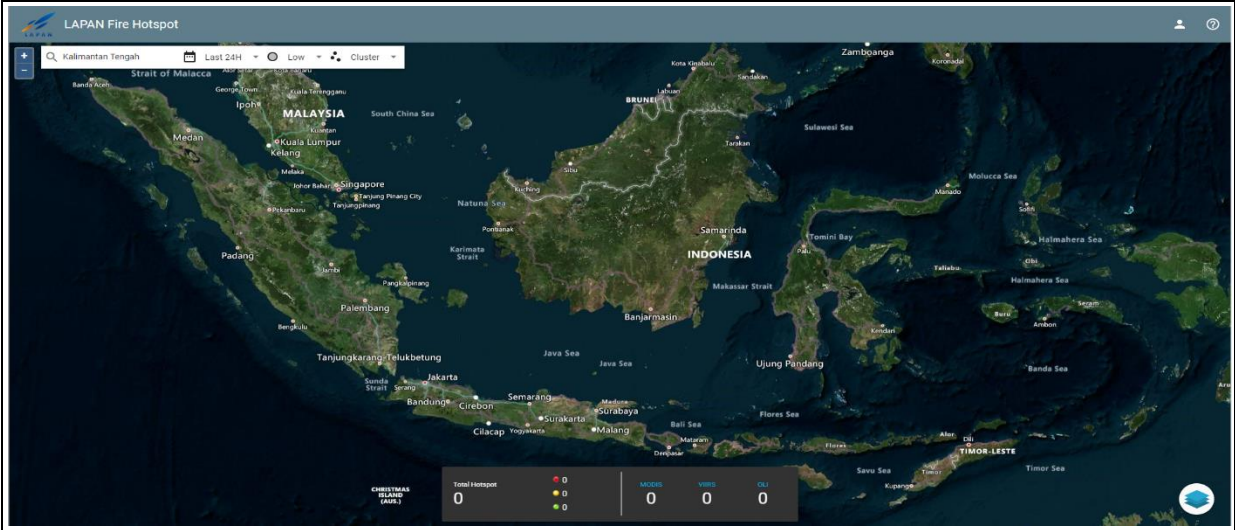 LAPAN
LAPAN Fire Hotspot
+
-
Kalimantan Tengah
Last 24H
Low
Cluster
Zamboanga
Koronadal
Kota Kinabalu
Sandakan
Strait of Malacca
Banda Aceh
George Town
Kuala Terengganu
Labuan
BRUNEI
Ipoh
MALAYSIA
South China Sea
Kuantan
Sulawesi Sea
Medan
Kuala Lumpur
Kelang
Tarakan
Melaka
Sibu
Molucca Sea
Johor Bahru
Singapore
Kuching
Manado
Tanjung Pinang City
Tanjungpinang
Natuna Sea
Pekanbaru
Sofifi
Pontianak
Samarinda
Tomini Bay
Halmahera Sea
Padang
Karimata
Strait
INDONESIA
Palu
Obi
Jambi
Taliabu
Halmahera Sea
Pangkalpinang
Makassar Strait
Palembang
Seram
Banjarmasin
Buru
Ambon
Bengkulu
Kendari
Java Sea
Tanjungkarang-Telukbetung
Java Sea
Ujung Pandang
Banda Sea
Sunda
Strait
Jakarta
Serang
Aru
Bandung
Cirebon
Semarang
Madura
Surabaya
Flores Sea
Surakarta
Cilacap
Yogyakarta
Malang
Bali Sea
Mataram
Denpasar
Flores
Alor
Dili
TIMOR-LESTE
Savu Sea
Timor
Timor Sea
Kupang
CHRISTMAS
ISLAND
(AUS.)
Total Hotspot
0
0
0
0
MODIS
0
VIIRS
0
OLI
0